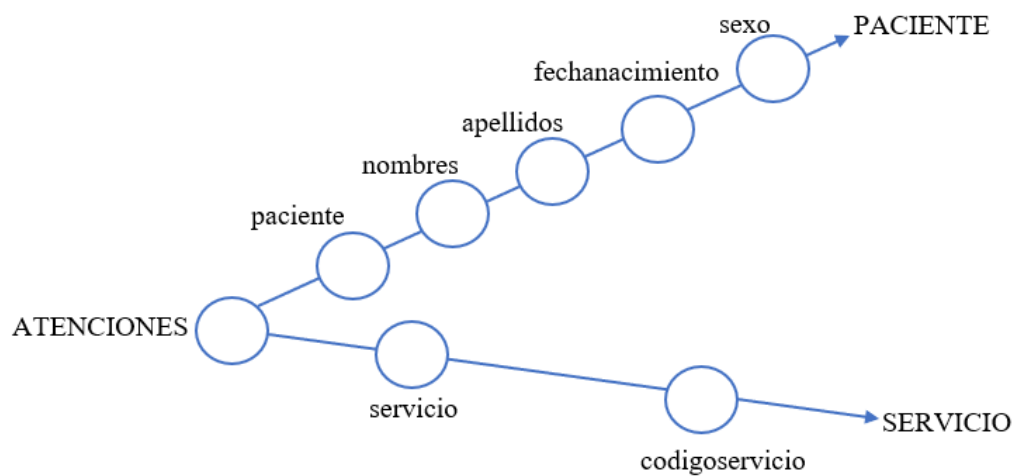 sexo
PACIENTE
fechanacimiento
apellidos
nombres
paciente
ATENCIONES
servicio
SERVICIO
codigoservicio